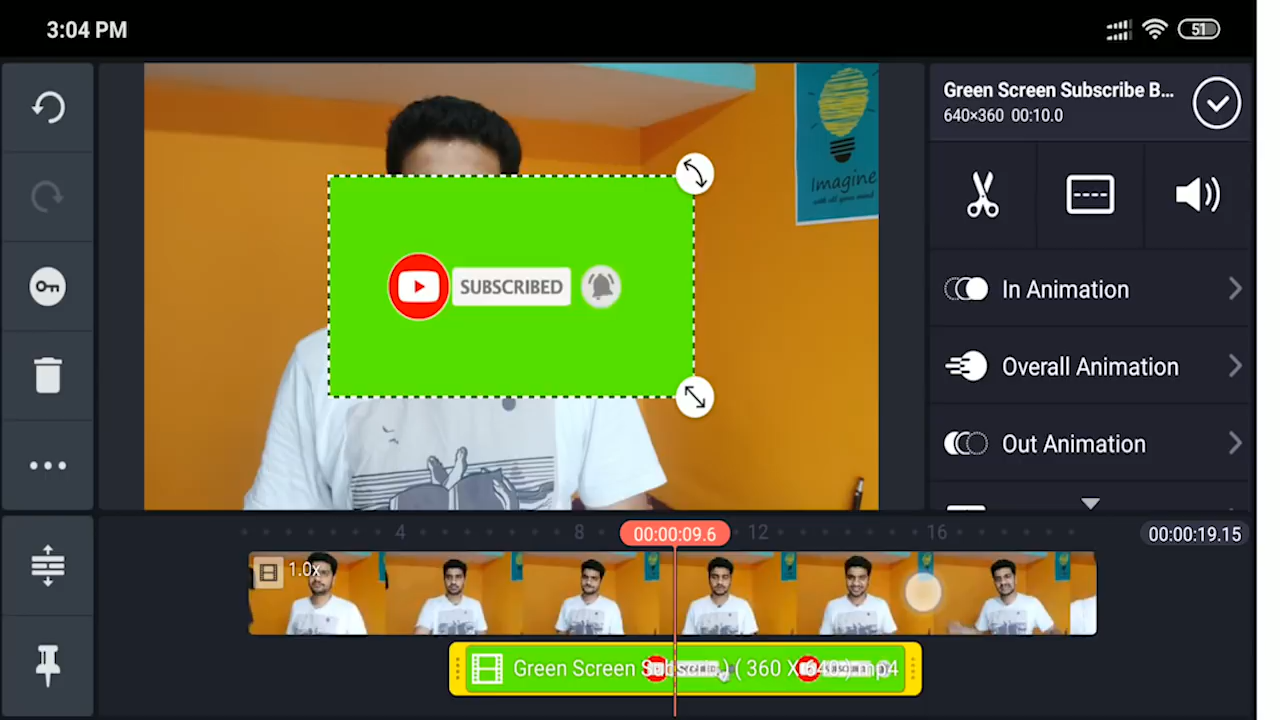 3:04 PM
51
Green Screen Subscribe B...
640×360 00:10.0
Imagine
SUBSCRIBED
In Animation
Overall Animation
Out Animation
4
8
00:00:09.6
12
16
00:00:19.15
1.0x
Green Screen Subscri ) ( 360 X 640 ).mp4